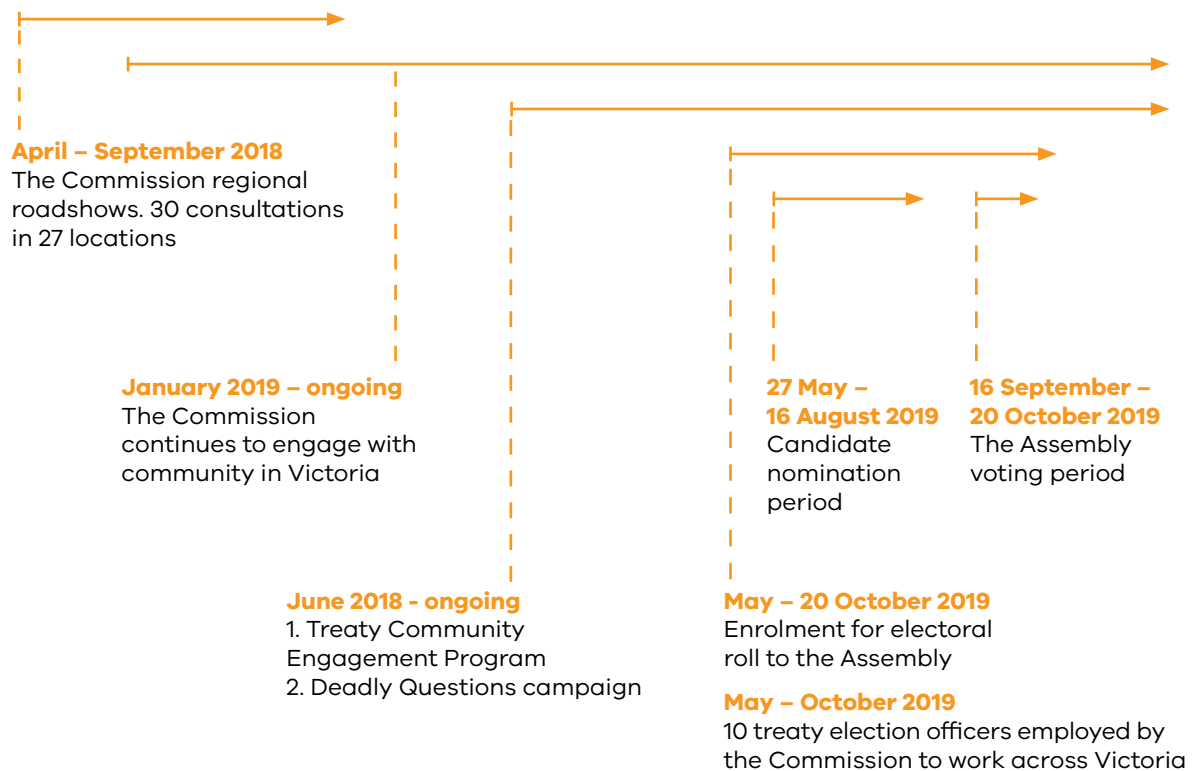 April – September 2018
The Commission regional
roadshows. 30 consultations
in 27 locations
January 2019 – ongoing
The Commission
continues to engage with
community in Victoria
27 May –
16 August 2019
Candidate
nomination
period
16 September –
20 October 2019
The Assembly
voting period
June 2018 - ongoing
1. Treaty Community
Engagement Program
2. Deadly Questions campaign
May – 20 October 2019
Enrolment for electoral
roll to the Assembly
May – October 2019
10 treaty election officers employed by
the Commission to work across Victoria